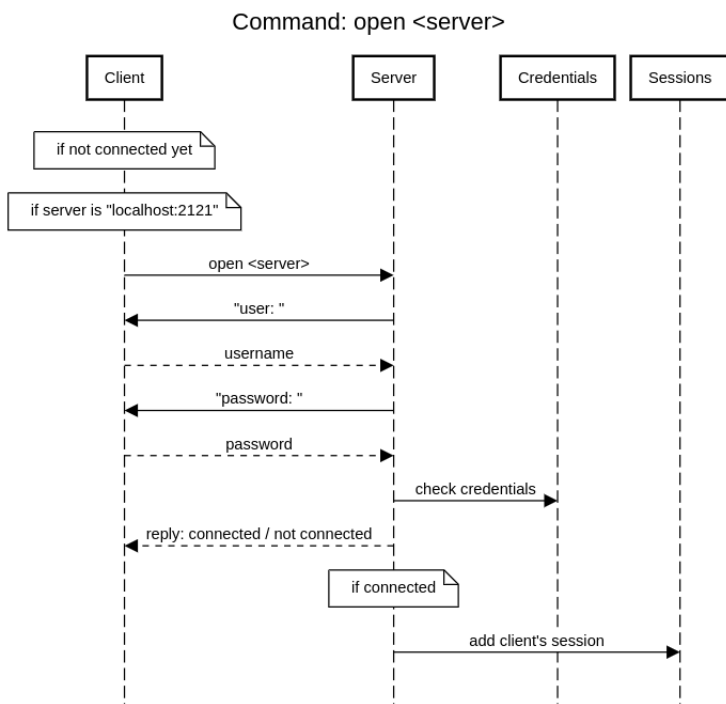 Command: open <server>
Client
Server
Credentials
Sessions
if not connected yet
if server is "localhost:2121"
open <server>
"user: "
username
"password: "
password
check credentials
reply: connected / not connected
if connected
add client's session